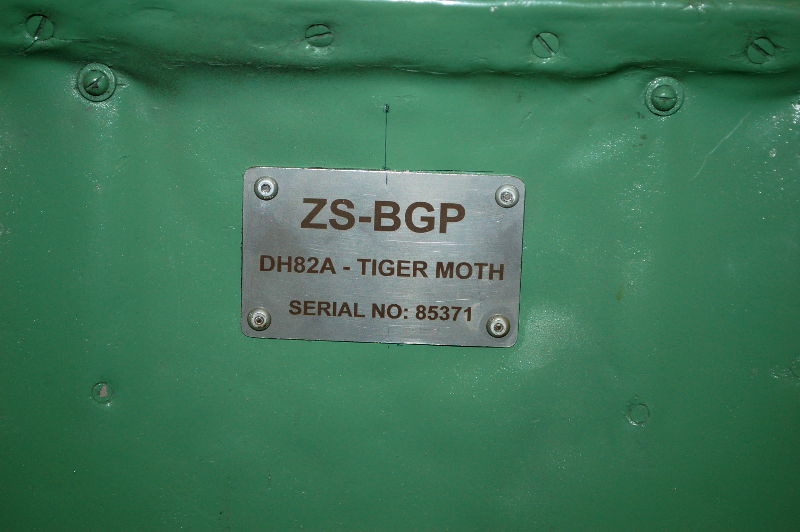 ZS-BGP
DH82A - TIGER MOTH
SERIAL NO: 85371